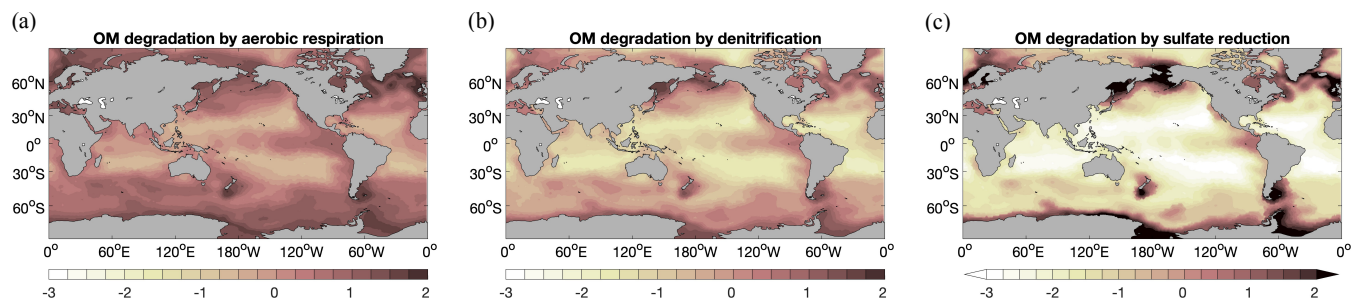 (a)
OM degradation by aerobic respiration
60°N
30°N
0°
30°S
60°S
0° 60°E 120°E 180°W 120°W 60°W 0°
-3 -2 -1 0 1 2
(b)
OM degradation by denitrification
60°N
30°N
0°
30°S
60°S
0° 60°E 120°E 180°W 120°W 60°W 0°
-3 -2 -1 0 1 2
(c)
OM degradation by sulfate reduction
60°N
30°N
0°
30°S
60°S
0° 60°E 120°E 180°W 120°W 60°W 0°
-3 -2 -1 0 1 2